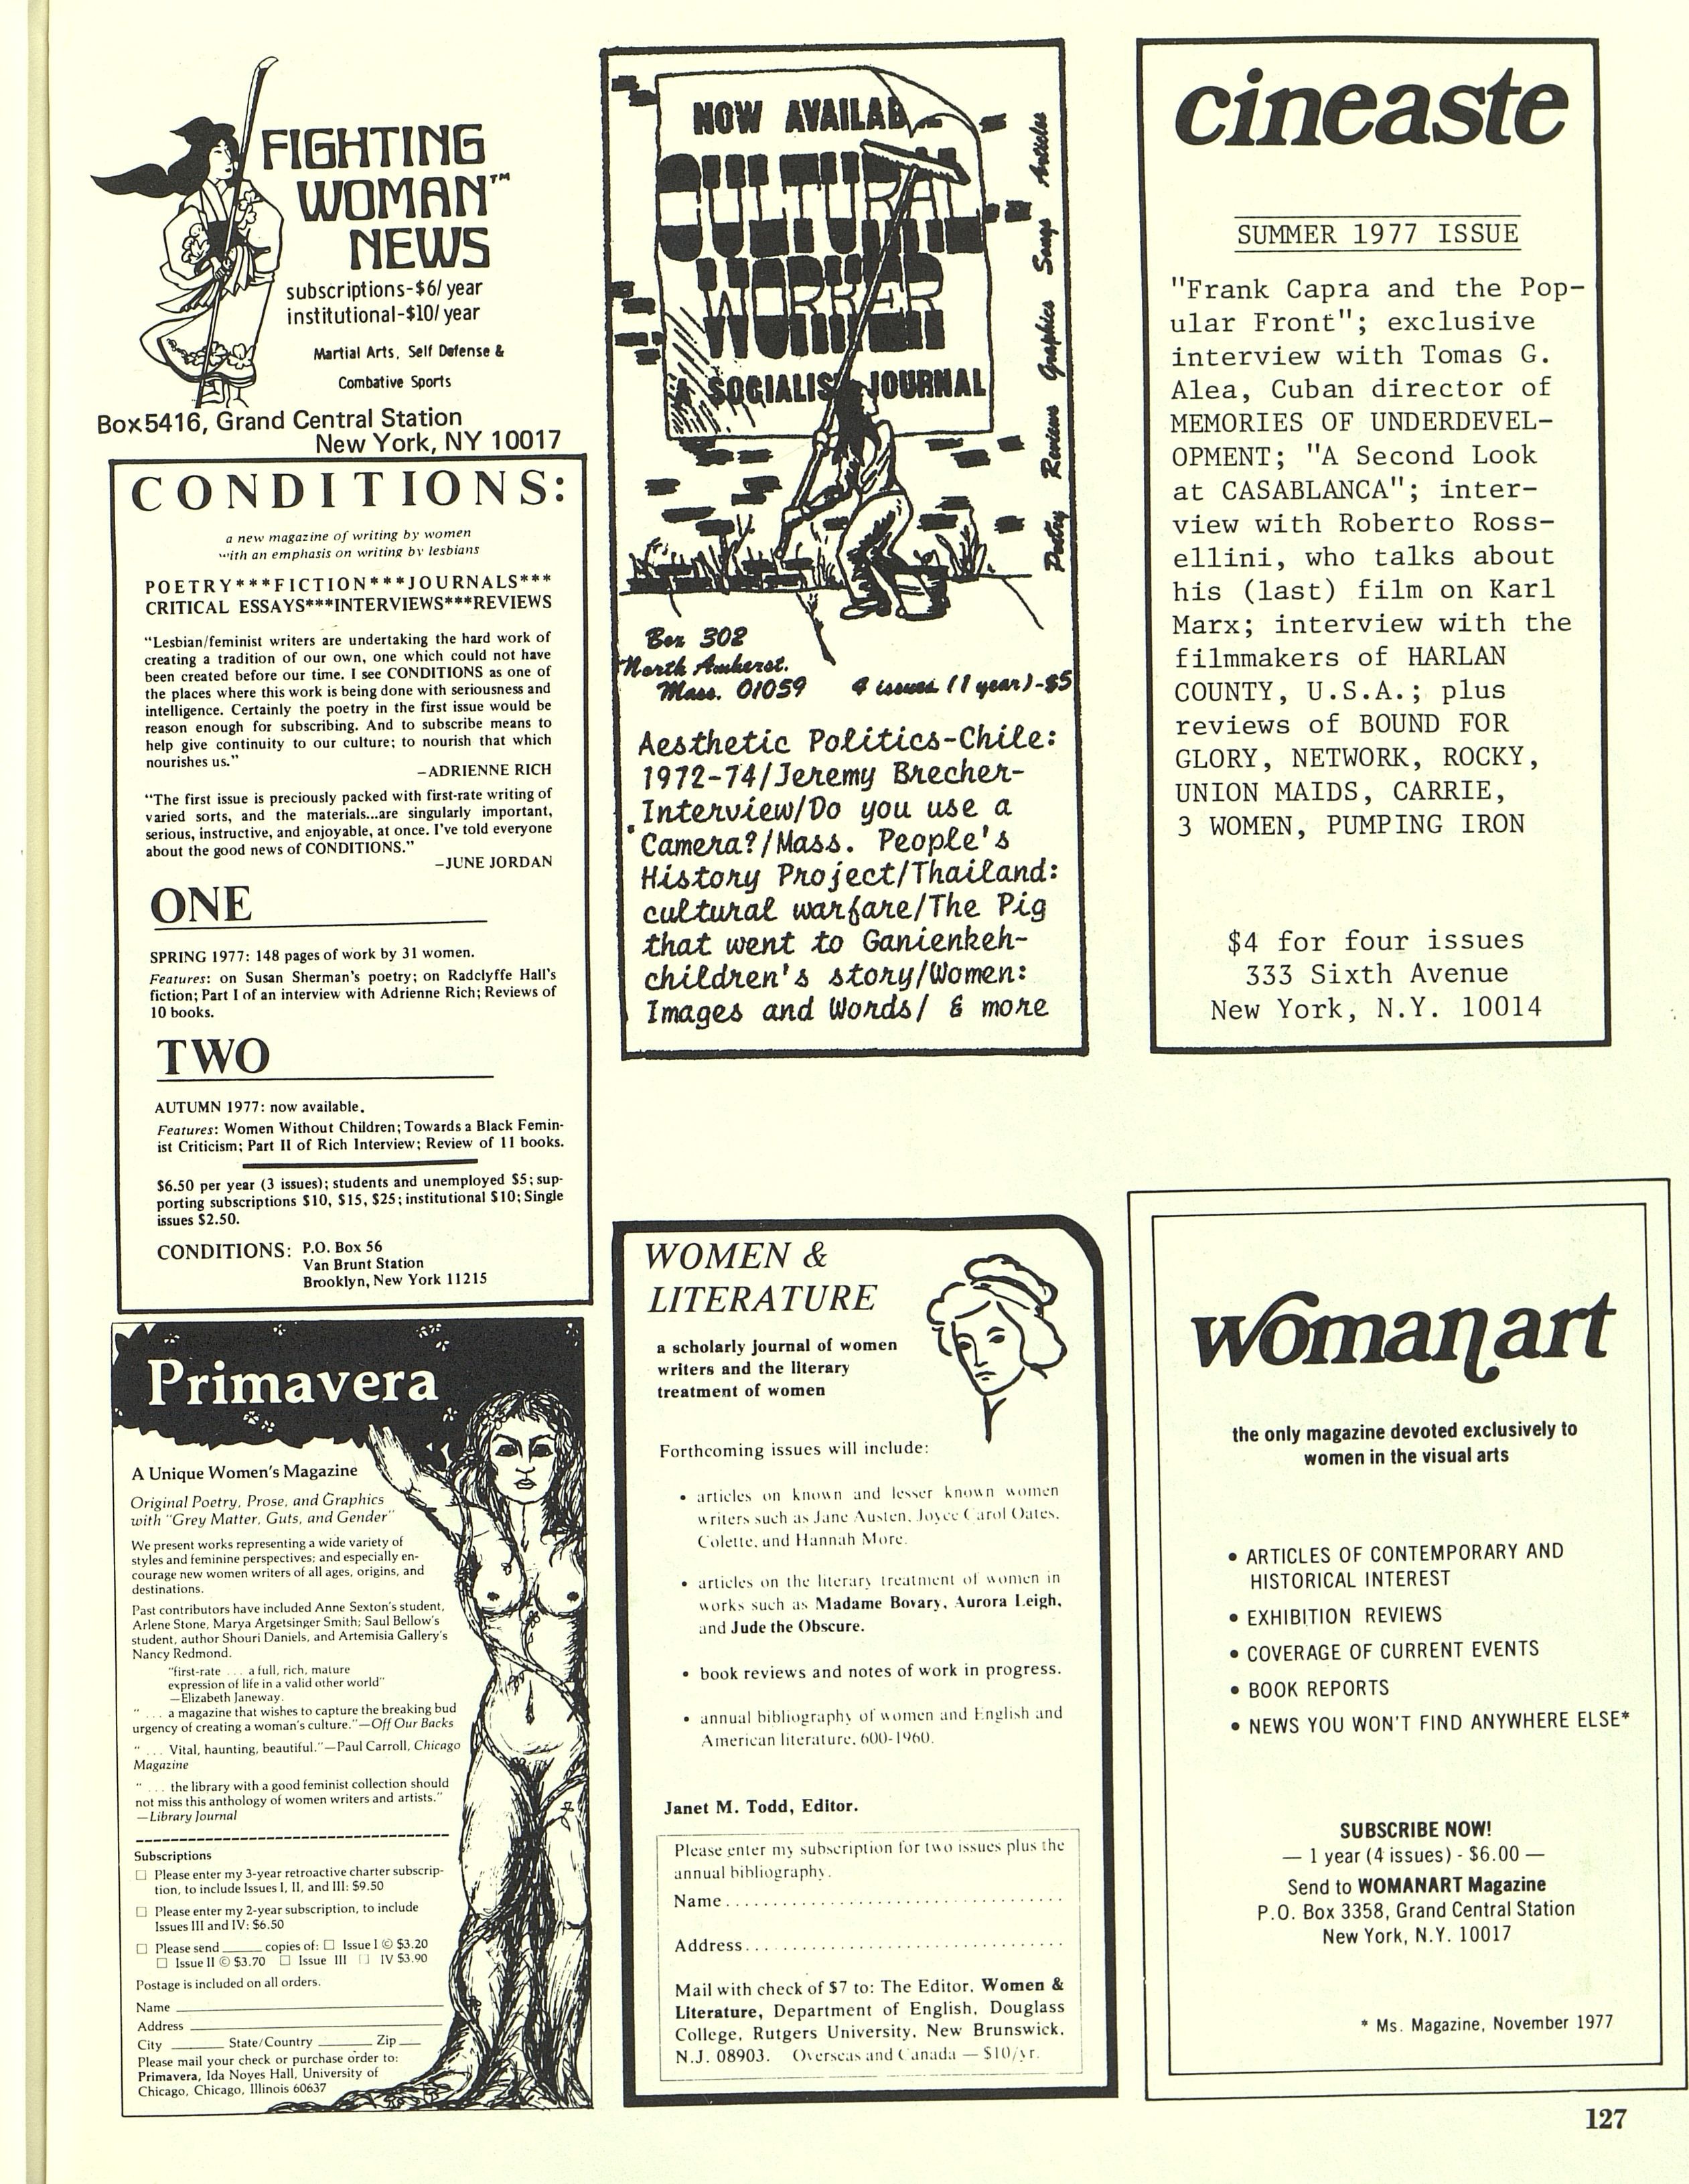 FIGHTING
WOMAN™
NEWS
subscriptions-$6/year
institutional-$10/year
Martial Arts, Self Defense &
Combative Sports
Box5416, Grand Central Station
New York, NY 10017
CONDITIONS:
a new magazine of writing by women
with an emphasis on writing by lesbians
POETRY***FICTION***JOURNALS***
CRITICAL ESSAYS***INTERVIEWS***REVIEWS
"Lesbian/feminist writers are undertaking the hard work of
creating a tradition of our own, one which could not have
been created before our time. I see CONDITIONS as one of
the places where this work is being done with seriousness and
intelligence. Certainly the poetry in the first issue would be
reason enough for subscribing. And to subscribe means to
help give continuity to our culture; to nourish that which
nourishes us."
–ADRIENNE RICH
"The first issue is preciously packed with first-rate writing of
varied sorts, and the materials...are singularly important,
serious, instructive, and enjoyable, at once. I've told everyone
about the good news of CONDITIONS."
–JUNE JORDAN
ONE
SPRING 1977: 148 pages of work by 31 women.
Features: on Susan Sherman's poetry; on Radclyffe Hall's
fiction; Part I of an interview with Adrienne Rich; Reviews of
10 books.
TWO
AUTUMN 1977: now available.
Features: Women Without Children; Towards a Black Femin-
ist Criticism; Part II of Rich Interview; Review of 11 books.
$6.50 per year (3 issues); students and unemployed $5; sup-
porting subscriptions $10, $15, $25; institutional $10; Single
issues $2.50.
CONDITIONS: P.O. Box 56
Van Brunt Station
Brooklyn, New York 11215
Primavera
A Unique Women's Magazine
Original Poetry, Prose, and Graphics
with "Grey Matter, Guts, and Gender"
We present works representing a wide variety of
styles and feminine perspectives; and especially en-
courage new women writers of all ages, origins, and
destinations.
Past contributors have included Anne Sexton's student,
Arlene Stone, Marya Argetsinger Smith; Saul Bellow's
student, author Shouri Daniels, and Artemisia Gallery's
Nancy Redmond.
"first-rate ... a full, rich, mature
expression of life in a valid other world"
—Elizabeth Janeway.
" ... a magazine that wishes to capture the breaking bud
urgency of creating a woman's culture."—Off Our Backs
" ... Vital, haunting, beautiful."—Paul Carroll, Chicago
Magazine
" ... the library with a good feminist collection should
not miss this anthology of women writers and artists."
—Library Journal
Subscriptions
☐ Please enter my 3-year retroactive charter subscrip-
tion, to include Issues I, II, and III: $9.50
☐ Please enter my 2-year subscription, to include
Issues III and IV: $6.50
☐ Please send _____ copies of: ☐ Issue I © $3.20
☐ Issue II © $3.70 ☐ Issue III ☐ IV $3.90
Postage is included on all orders.
Name
Address
City _____ State/Country _____ Zip ___
Please mail your check or purchase order to:
Primavera, Ida Noyes Hall, University of
Chicago, Chicago, Illinois 60637
NOW AVAILAB
CULTURAL
WORKER
A SOCIALIST JOURNAL
Poetry Reviews Graphics Songs Articles
Box 302
North Amherst.
Mass. 01059 4 issues (1 year)-$5
Aesthetic Politics-Chile:
1972-74/Jeremy Brecher-
Interview/Do you use a
Camera?/Mass. People's
History Project/Thailand:
cultural warfare/The Pig
that went to Ganienkeh-
children's story/Women:
Images and Words/ & more
WOMEN &
LITERATURE
a scholarly journal of women
writers and the literary
treatment of women
Forthcoming issues will include:
• articles on known and lesser known women
writers such as Jane Austen, Joyce Carol Oates,
Colette, and Hannah More.
• articles on the literary treatment of women in
works such as Madame Bovary, Aurora Leigh,
and Jude the Obscure.
• book reviews and notes of work in progress.
• annual bibliography of women and English and
American literature, 600-1960.
Janet M. Todd, Editor.
Please enter my subscription for two issues plus the
annual bibliography.
Name.......................................
Address.....................................
Mail with check of $7 to: The Editor, Women &
Literature, Department of English, Douglass
College, Rutgers University, New Brunswick,
N.J. 08903. Overseas and Canada — $10/yr.
cineaste
SUMMER 1977 ISSUE
"Frank Capra and the Pop-
ular Front"; exclusive
interview with Tomas G.
Alea, Cuban director of
MEMORIES OF UNDERDEVEL-
OPMENT; "A Second Look
at CASABLANCA"; inter-
view with Roberto Ross-
ellini, who talks about
his (last) film on Karl
Marx; interview with the
filmmakers of HARLAN
COUNTY, U.S.A.; plus
reviews of BOUND FOR
GLORY, NETWORK, ROCKY,
UNION MAIDS, CARRIE,
3 WOMEN, PUMPING IRON
$4 for four issues
333 Sixth Avenue
New York, N.Y. 10014
womanart
the only magazine devoted exclusively to
women in the visual arts
• ARTICLES OF CONTEMPORARY AND
HISTORICAL INTEREST
• EXHIBITION REVIEWS
• COVERAGE OF CURRENT EVENTS
• BOOK REPORTS
• NEWS YOU WON'T FIND ANYWHERE ELSE*
SUBSCRIBE NOW!
— 1 year (4 issues) - $6.00 —
Send to WOMANART Magazine
P.O. Box 3358, Grand Central Station
New York, N.Y. 10017
* Ms. Magazine, November 1977
127